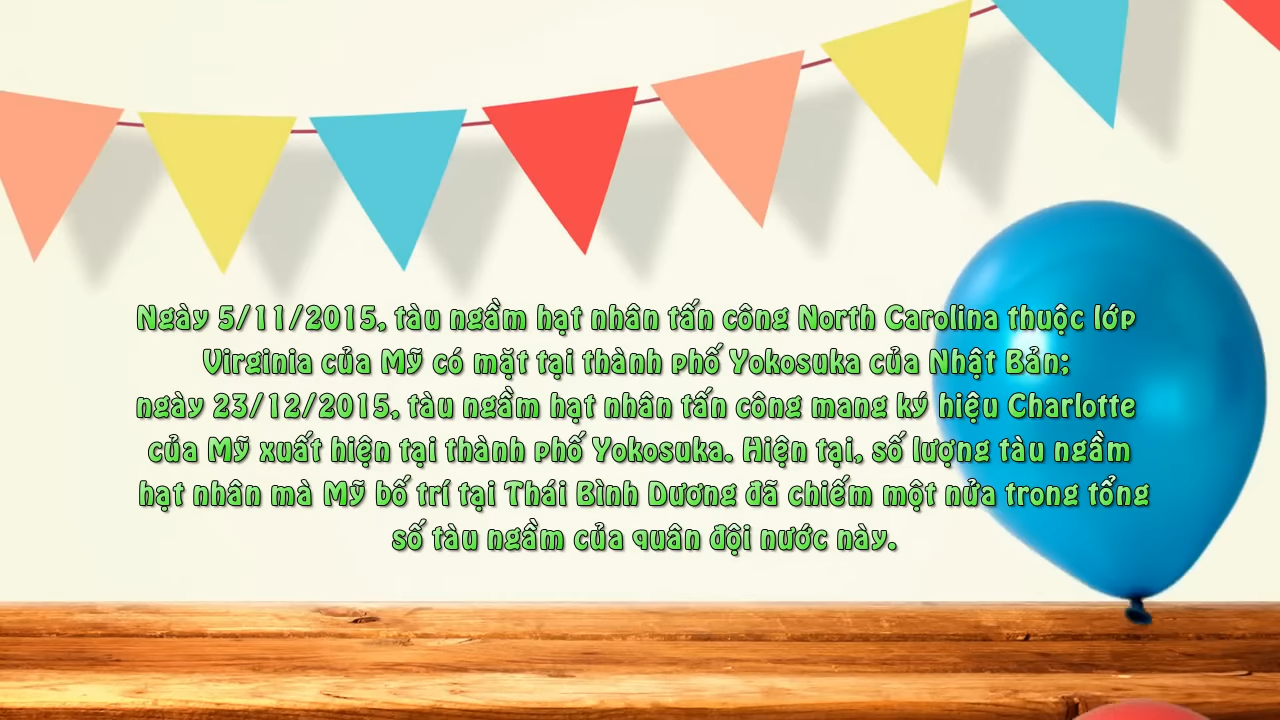 Ngày 5/11/2015, tàu ngầm hạt nhân tấn công North Carolina thuộc lớp
Virginia của Mỹ có mặt tại thành phố Yokosuka của Nhật Bản;
ngày 23/12/2015, tàu ngầm hạt nhân tấn công mang ký hiệu Charlotte
của Mỹ xuất hiện tại thành phố Yokosuka. Hiện tại, số lượng tàu ngầm
hạt nhân mà Mỹ bố trí tại Thái Bình Dương đã chiếm một nửa trong tổng
số tàu ngầm của quân đội nước này.